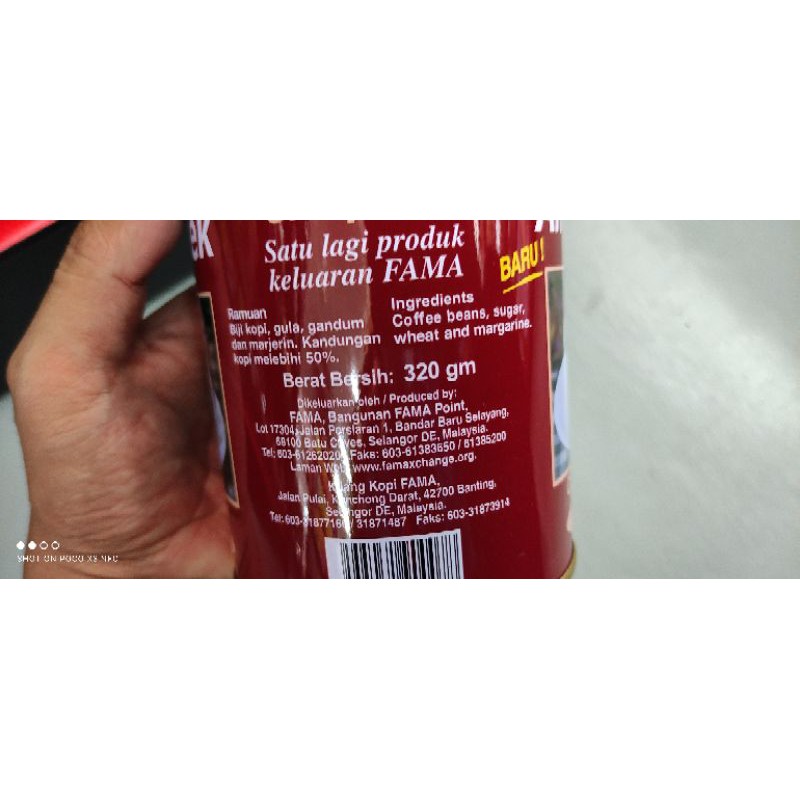 Satu lagi produk
keluaran FAMA
BARU!
Ramuan
Biji kopi, gula, gandum
dan marjerin. Kandungan
kopi melebihi 50%.
Ingredients
Coffee beans, sugar,
wheat and margarine.
Berat Bersih: 320 gm
Dikeluarkan oleh / Produced by:
FAMA, Bangunan FAMA Point,
Lot 17304, Jalan Persiaran 1, Bandar Baru Selayang,
68100 Batu Caves, Selangor DE, Malaysia.
Tel: 603-61262020 Faks: 603-61383650 / 61385200
Laman Web: www.famaxchange.org.
Kilang Kopi FAMA,
Jalan Pulai, Kanchong Darat, 42700 Banting,
Selangor DE, Malaysia.
Tel: 603-31877166 / 31871487 Faks: 603-31873914
SHOT ON POCO X3 NFC